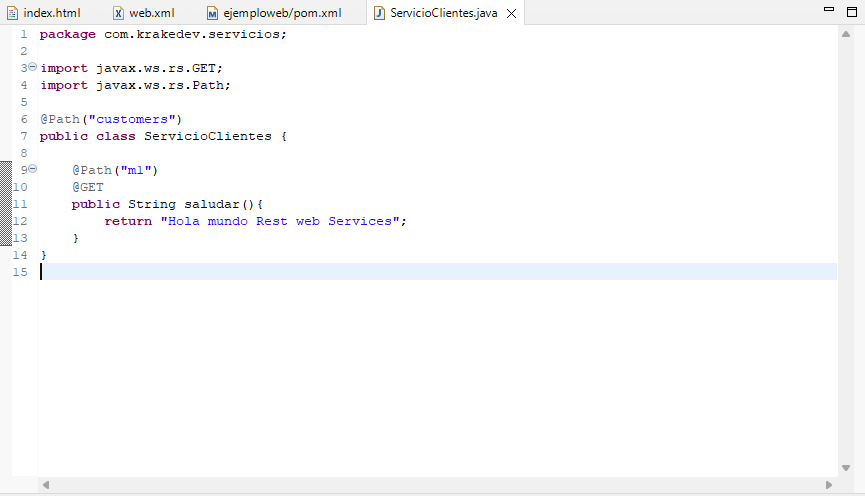 index.html web.xml ejemploweb/pom.xml ServicioClientes.java
1 package com.krakedev.servicios;
2
3 import javax.ws.rs.GET;
4 import javax.ws.rs.Path;
5
6 @Path("customers")
7 public class ServicioClientes {
8
9 @Path("m1")
10 @GET
11 public String saludar(){
12 return "Hola mundo Rest web Services";
13 }
14 }
15